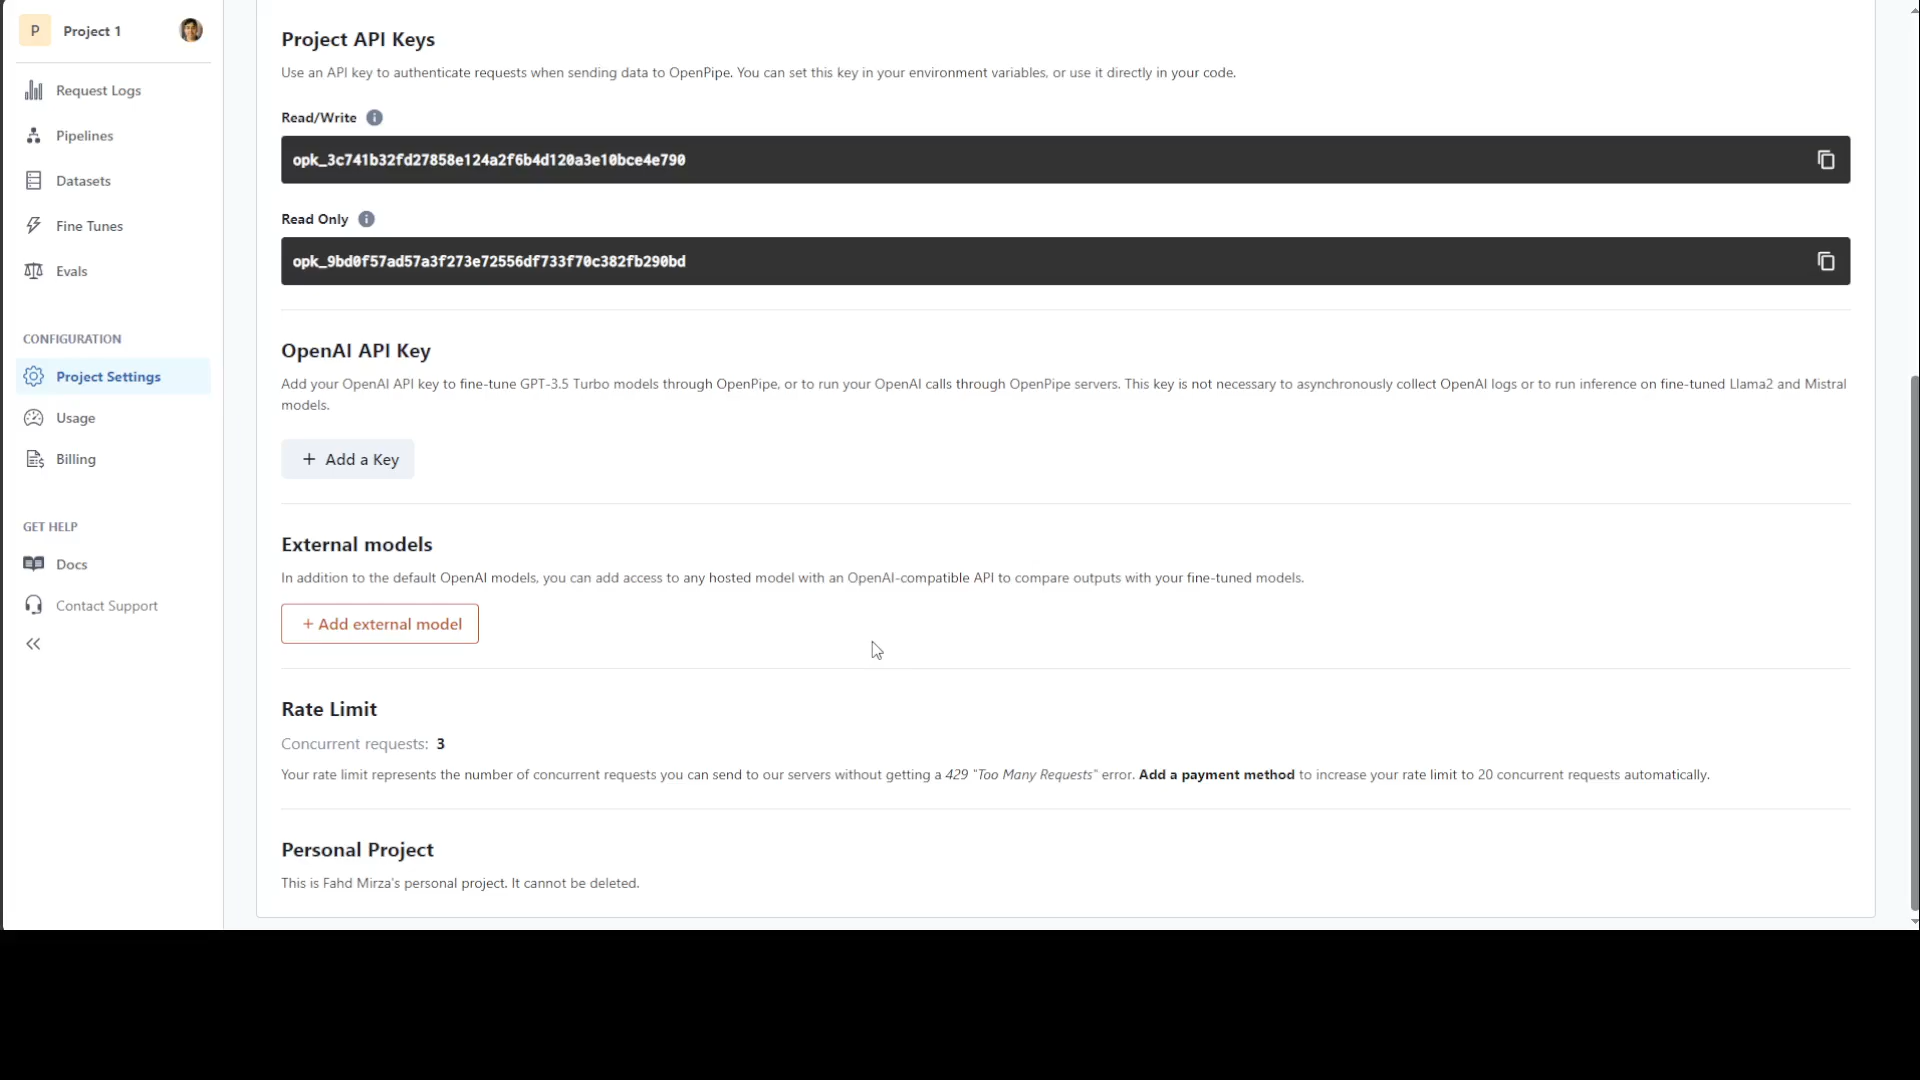 P Project 1
Request Logs
Pipelines
Datasets
Fine Tunes
Evals
CONFIGURATION
Project Settings
Usage
Billing
GET HELP
Docs
Contact Support
Project API Keys
Use an API key to authenticate requests when sending data to OpenPipe. You can set this key in your environment variables, or use it directly in your code.
Read/Write
opk_3c741b32fd27858e124a2f6b4d120a3e10bce4e790
Read Only
opk_9bd0f57ad57a3f273e72556df733f70c382fb290bd
OpenAI API Key
Add your OpenAI API key to fine-tune GPT-3.5 Turbo models through OpenPipe, or to run your OpenAI calls through OpenPipe servers. This key is not necessary to asynchronously collect OpenAI logs or to run inference on fine-tuned Llama2 and Mistral
models.
+ Add a Key
External models
In addition to the default OpenAI models, you can add access to any hosted model with an OpenAI-compatible API to compare outputs with your fine-tuned models.
+ Add external model
Rate Limit
Concurrent requests: 3
Your rate limit represents the number of concurrent requests you can send to our servers without getting a 429 "Too Many Requests" error. Add a payment method to increase your rate limit to 20 concurrent requests automatically.
Personal Project
This is Fahd Mirza's personal project. It cannot be deleted.